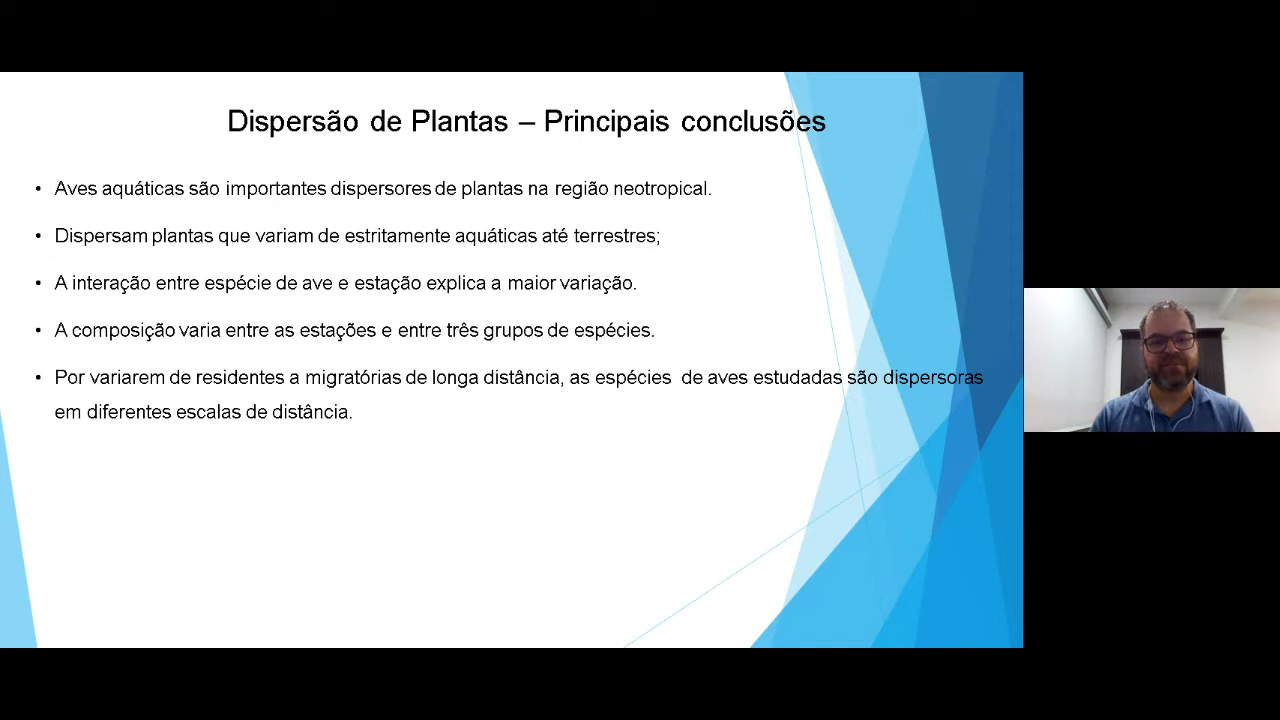 Dispersão de Plantas – Principais conclusões
• Aves aquáticas são importantes dispersores de plantas na região neotropical.
• Dispersam plantas que variam de estritamente aquáticas até terrestres;
• A interação entre espécie de ave e estação explica a maior variação.
• A composição varia entre as estações e entre três grupos de espécies.
• Por variarem de residentes a migratórias de longa distância, as espécies de aves estudadas são dispersoras
em diferentes escalas de distância.